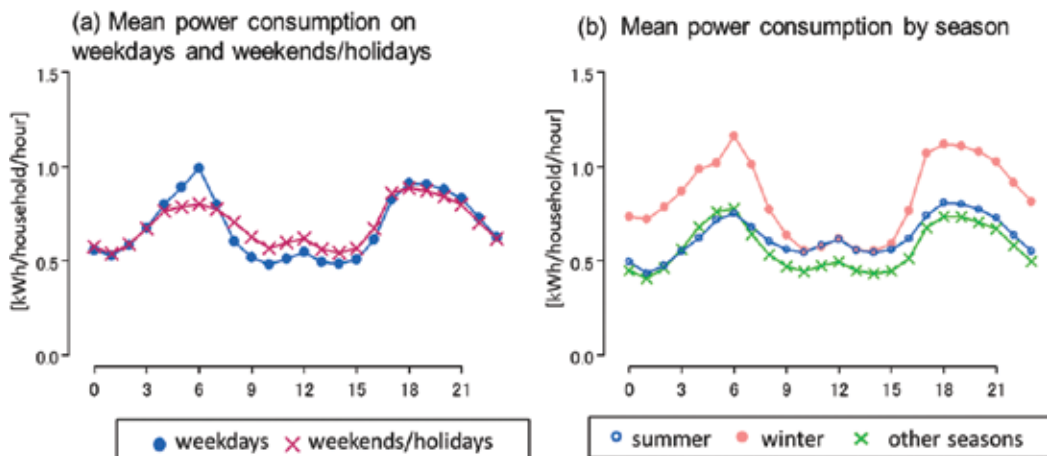 (a) Mean power consumption on
weekdays and weekends/holidays
[kWh/household/hour]
1.5
1.0
0.5
0.0
0 3 6 9 12 15 18 21
weekdays weekends/holidays
(b) Mean power consumption by season
[kWh/household/hour]
1.5
1.0
0.5
0.0
0 3 6 9 12 15 18 21
summer winter other seasons